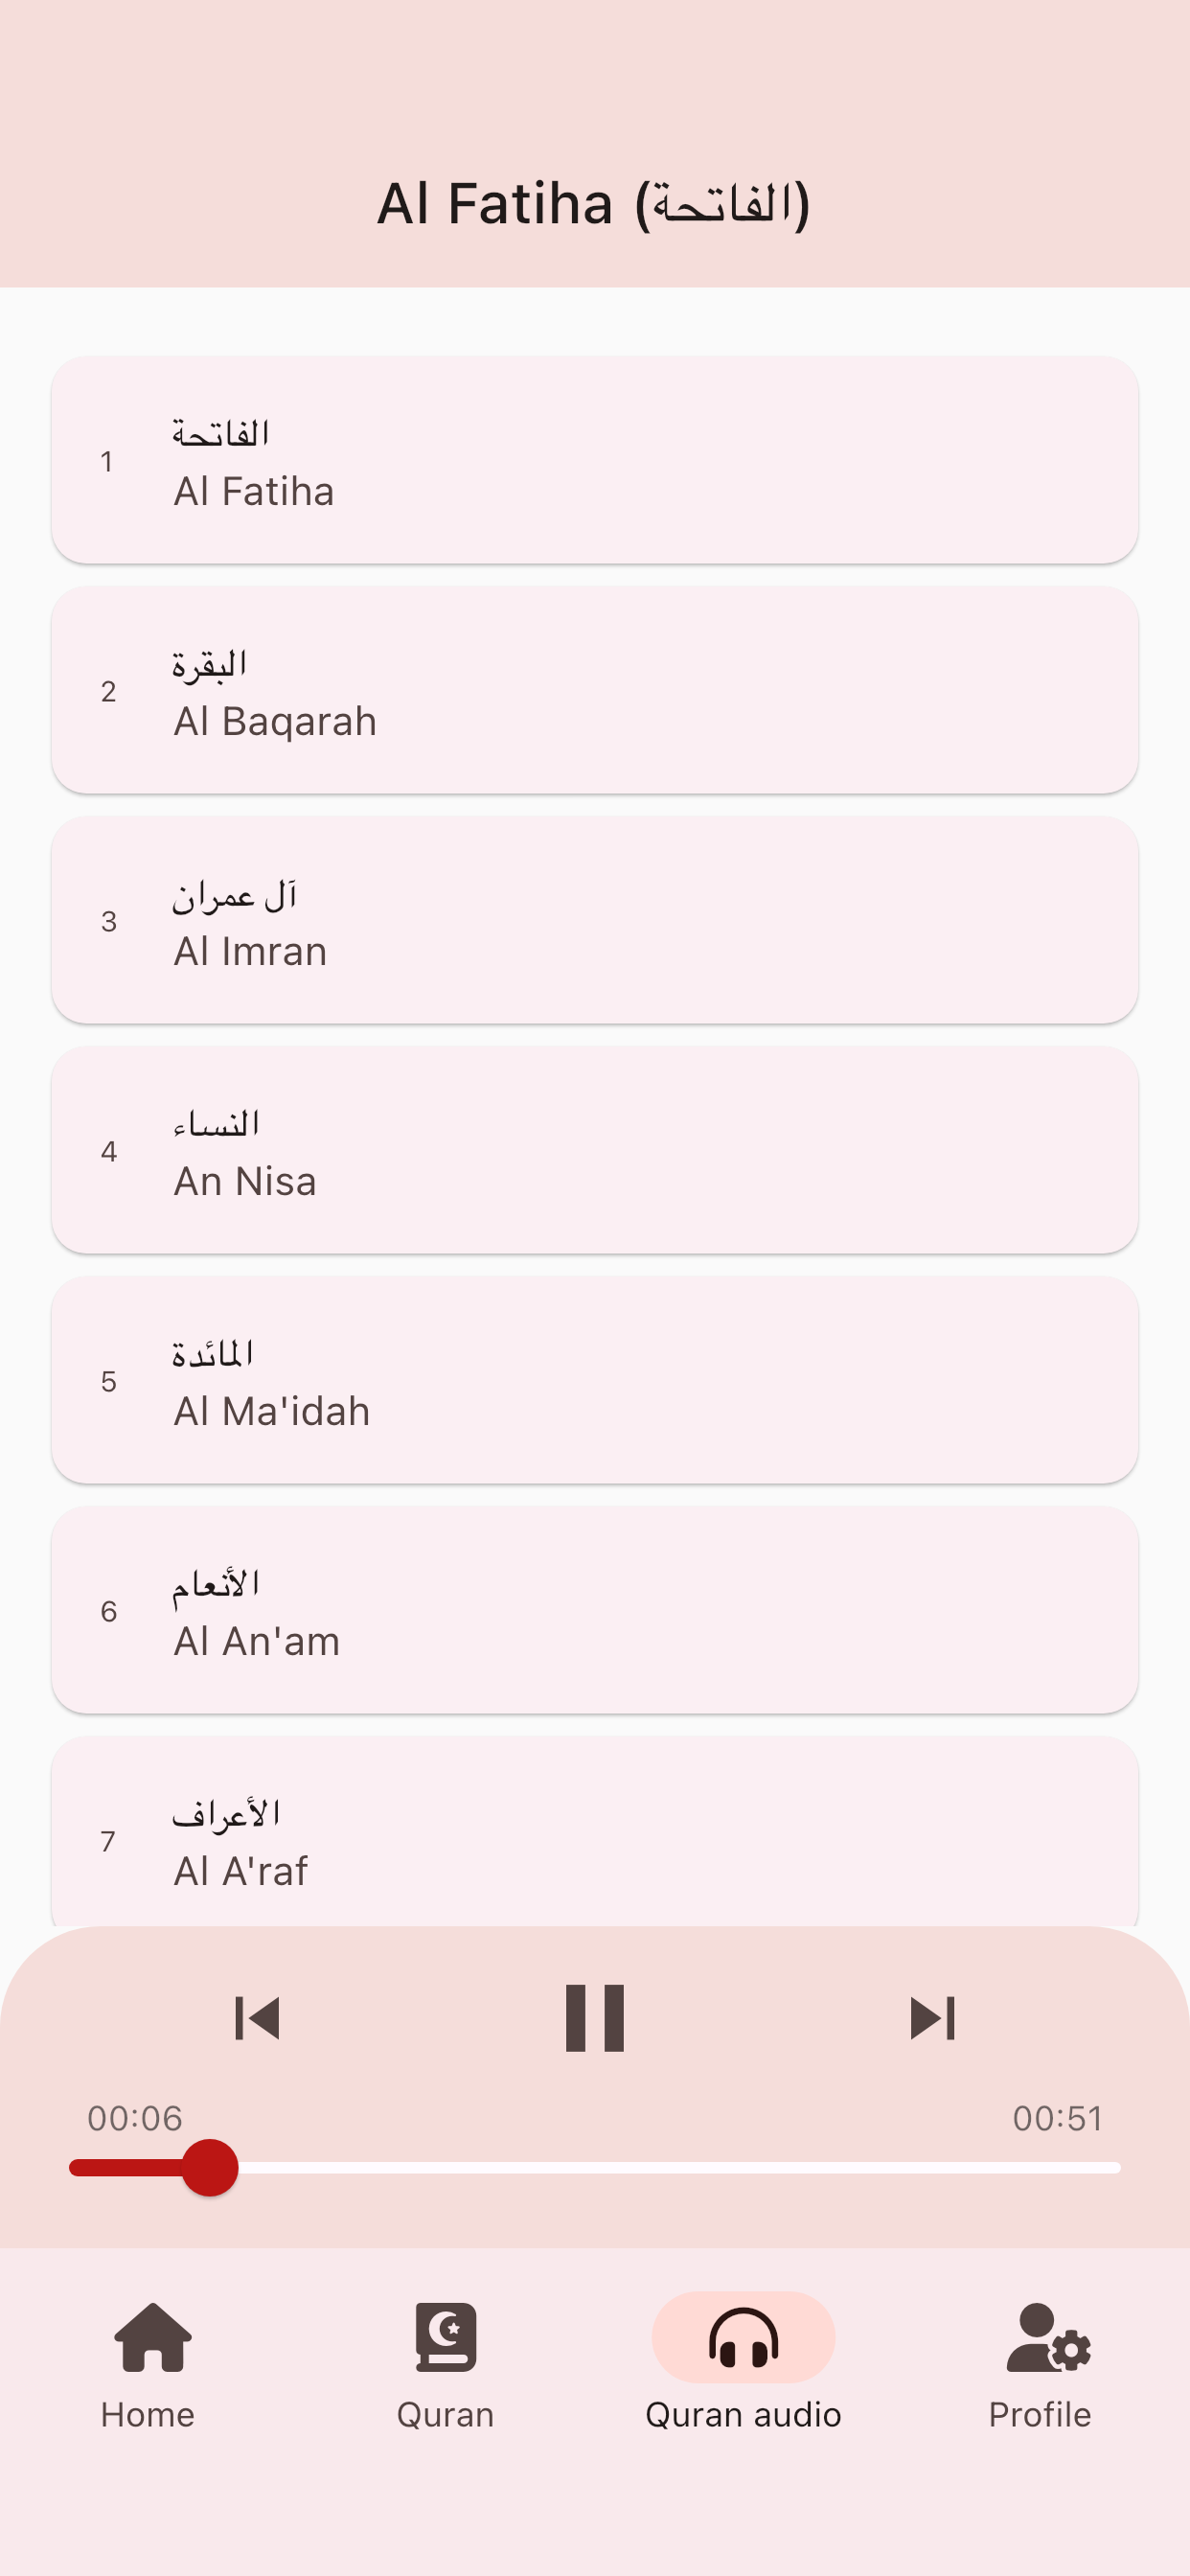 Al Fatiha (الفاتحة)
1
الفاتحة
Al Fatiha
2
البقرة
Al Baqarah
3
آل عمران
Al Imran
4
النساء
An Nisa
5
المائدة
Al Ma'idah
6
الأنعام
Al An'am
7
الأعراف
Al A'raf
00:06
00:51
Home
Quran
Quran audio
Profile